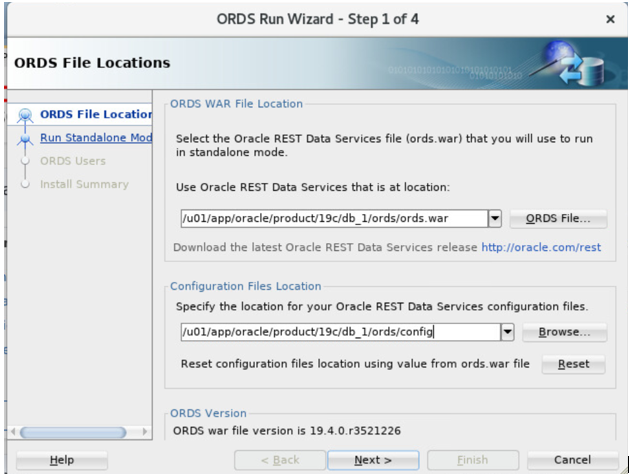 ORDS Run Wizard - Step 1 of 4
ORDS File Locations
ORDS File Location
Run Standalone Mod
ORDS Users
Install Summary
ORDS WAR File Location
Select the Oracle REST Data Services file (ords.war) that you will use to run
in standalone mode.
Use Oracle REST Data Services that is at location:
/u01/app/oracle/product/19c/db_1/ords/ords.war
ORDS File...
Download the latest Oracle REST Data Services release http://oracle.com/rest
Configuration Files Location
Specify the location for your Oracle REST Data Services configuration files.
/u01/app/oracle/product/19c/db_1/ords/config
Browse...
Reset configuration files location using value from ords.war file
Reset
ORDS Version
ORDS war file version is 19.4.0.r3521226
Help
< Back
Next >
Finish
Cancel